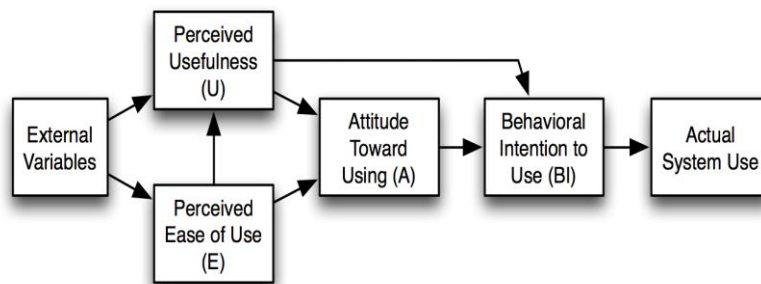 External
Variables
Perceived
Usefulness
(U)
Perceived
Ease of Use
(E)
Attitude
Toward
Using (A)
Behavioral
Intention to
Use (BI)
Actual
System Use